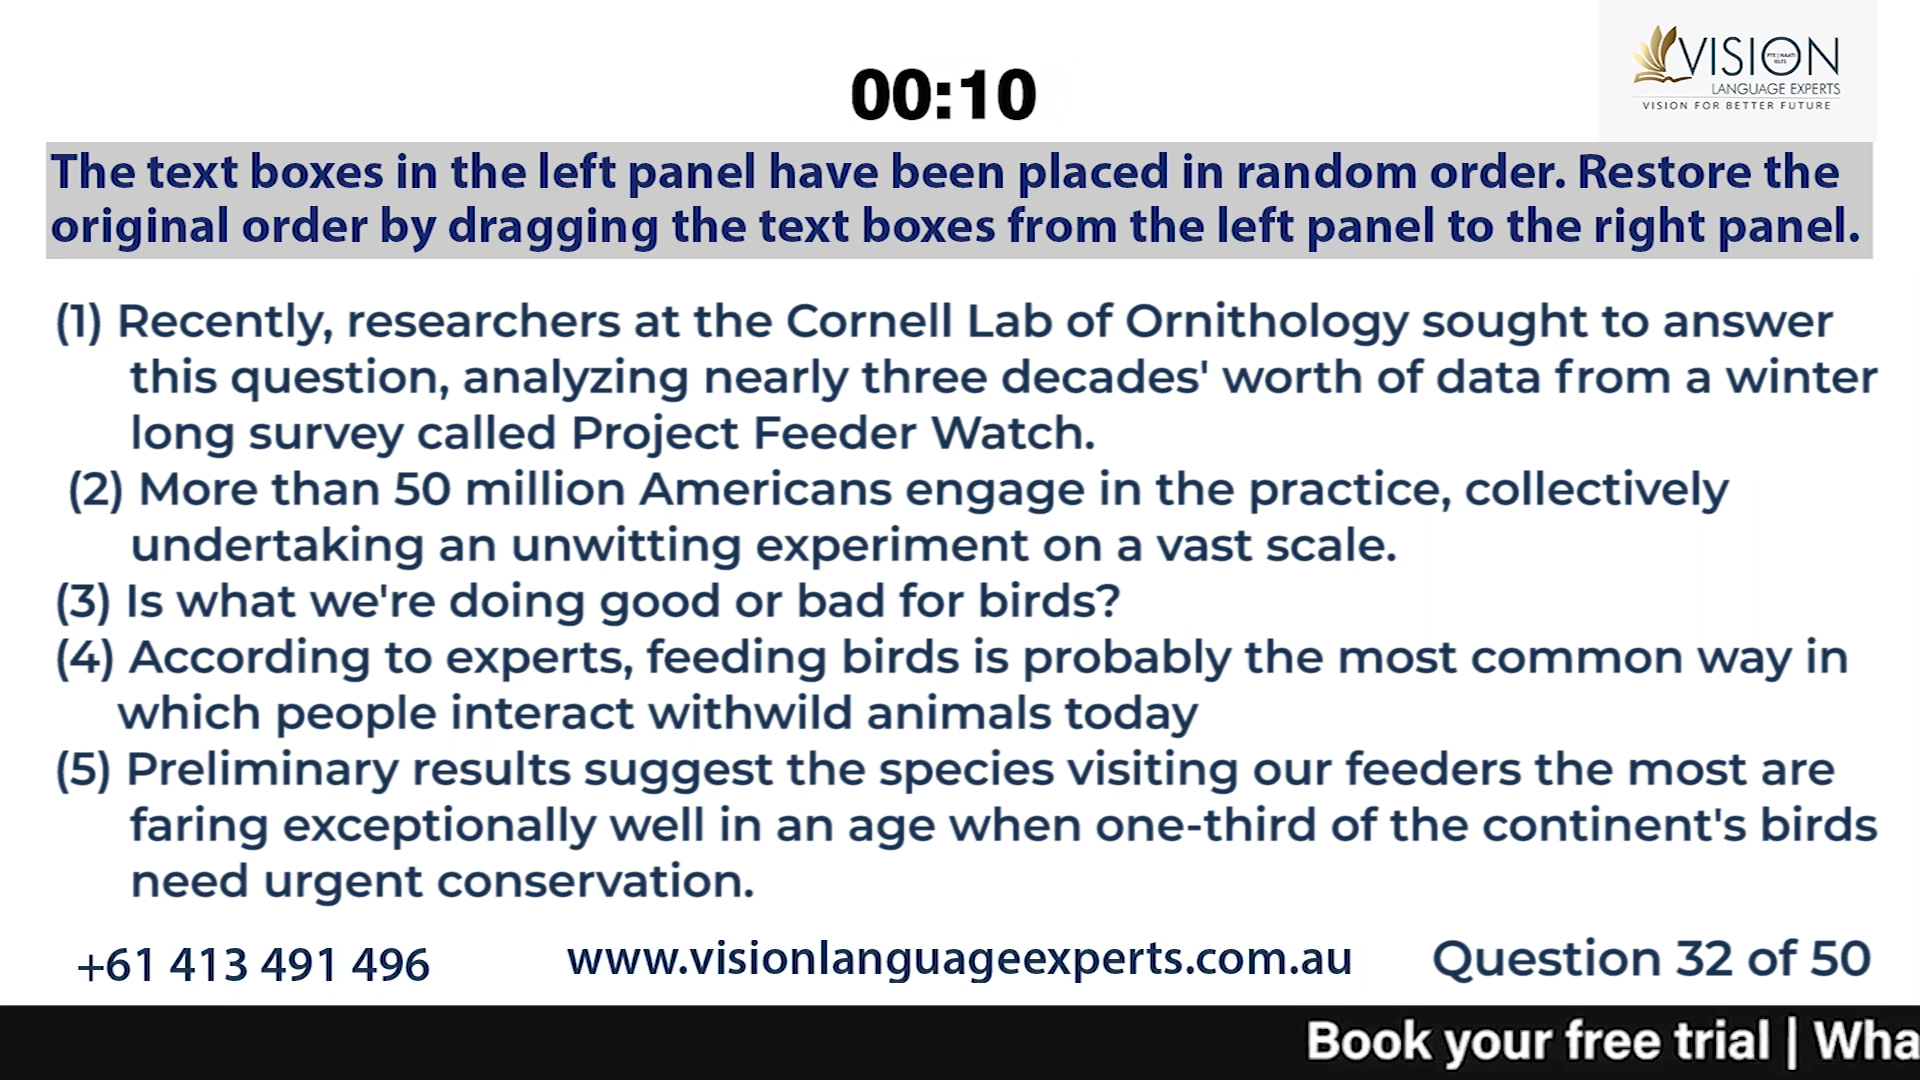 VISION
PTE | NAATI
IELTS
LANGUAGE EXPERTS
VISION FOR BETTER FUTURE
00:10
The text boxes in the left panel have been placed in random order. Restore the
original order by dragging the text boxes from the left panel to the right panel.
(1) Recently, researchers at the Cornell Lab of Ornithology sought to answer
this question, analyzing nearly three decades' worth of data from a winter
long survey called Project Feeder Watch.
(2) More than 50 million Americans engage in the practice, collectively
undertaking an unwitting experiment on a vast scale.
(3) Is what we're doing good or bad for birds?
(4) According to experts, feeding birds is probably the most common way in
which people interact withwild animals today
(5) Preliminary results suggest the species visiting our feeders the most are
faring exceptionally well in an age when one-third of the continent's birds
need urgent conservation.
+61 413 491 496
www.visionlanguageexperts.com.au
Question 32 of 50
Book your free trial | Wha